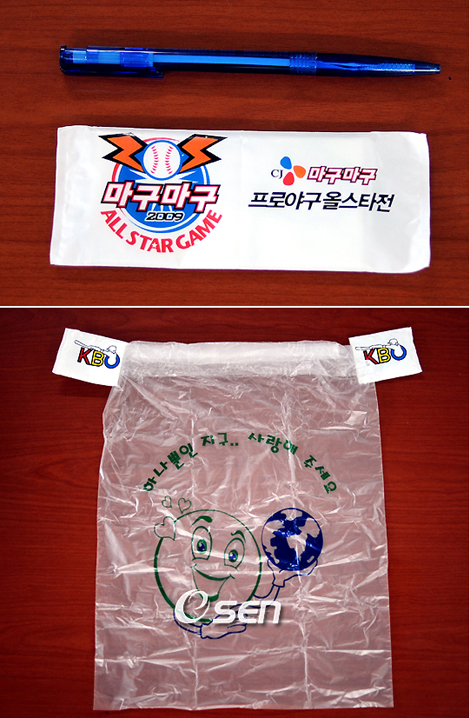 마구마구
2009
ALL STAR GAME
CJ 마구마구
프로야구 올스타전
KBO
KBO
하나뿐인 지구.. 사랑해 주세요
OSEN